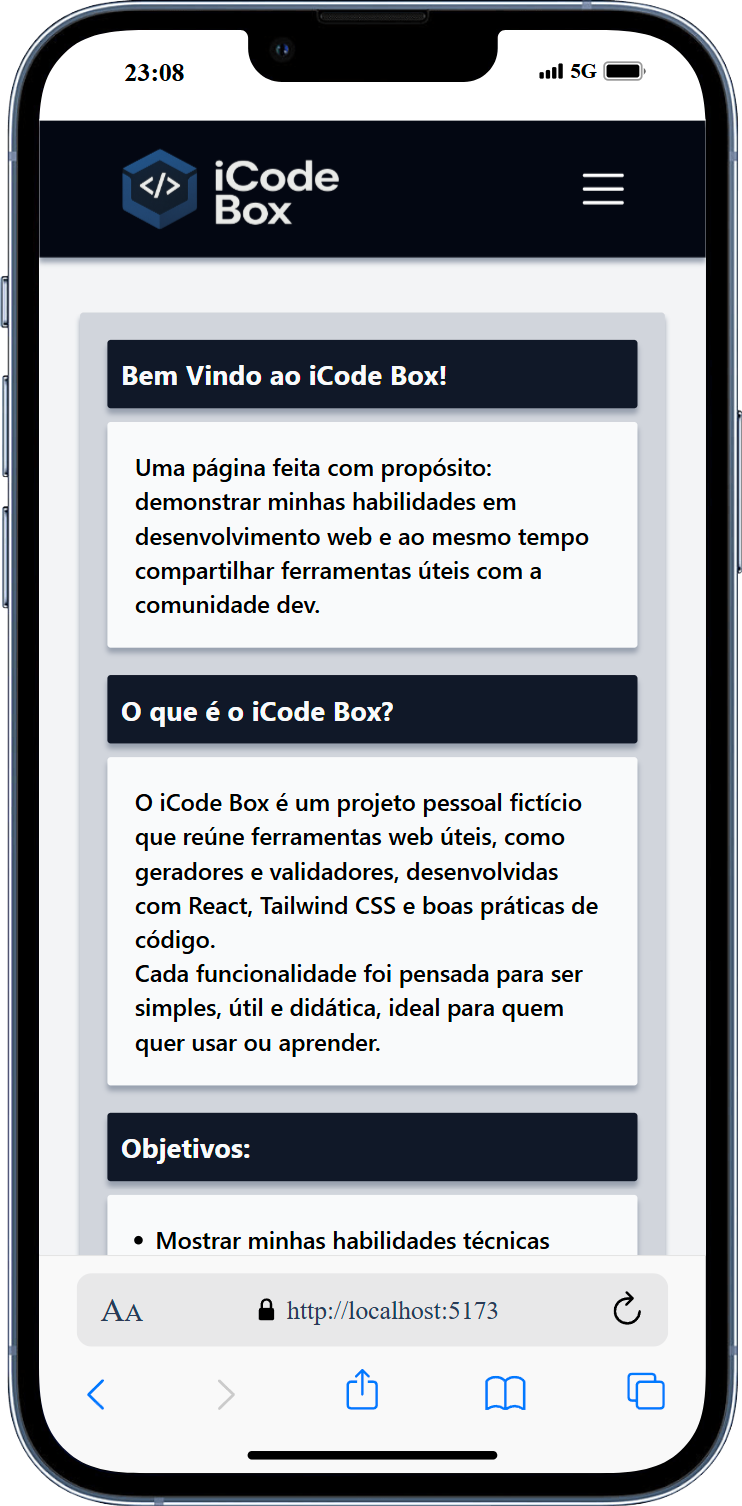 23:08
5G
</>
iCode
Box
Bem Vindo ao iCode Box!
Uma página feita com propósito:
demonstrar minhas habilidades em
desenvolvimento web e ao mesmo tempo
compartilhar ferramentas úteis com a
comunidade dev.
O que é o iCode Box?
O iCode Box é um projeto pessoal fictício
que reúne ferramentas web úteis, como
geradores e validadores, desenvolvidas
com React, Tailwind CSS e boas práticas de
código.
Cada funcionalidade foi pensada para ser
simples, útil e didática, ideal para quem
quer usar ou aprender.
Objetivos:
• Mostrar minhas habilidades técnicas
AA
http://localhost:5173